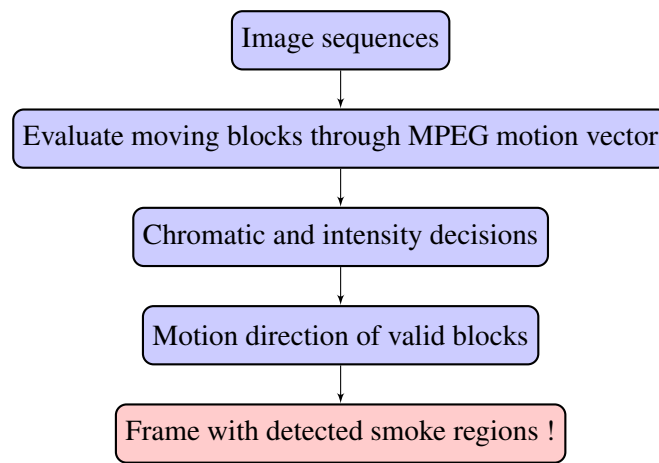 Image sequences
Evaluate moving blocks through MPEG motion vector
Chromatic and intensity decisions
Motion direction of valid blocks
Frame with detected smoke regions !